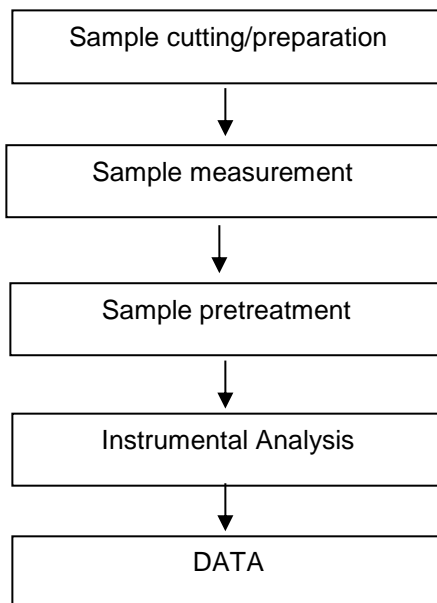 Sample cutting/preparation
Sample measurement
Sample pretreatment
Instrumental Analysis
DATA